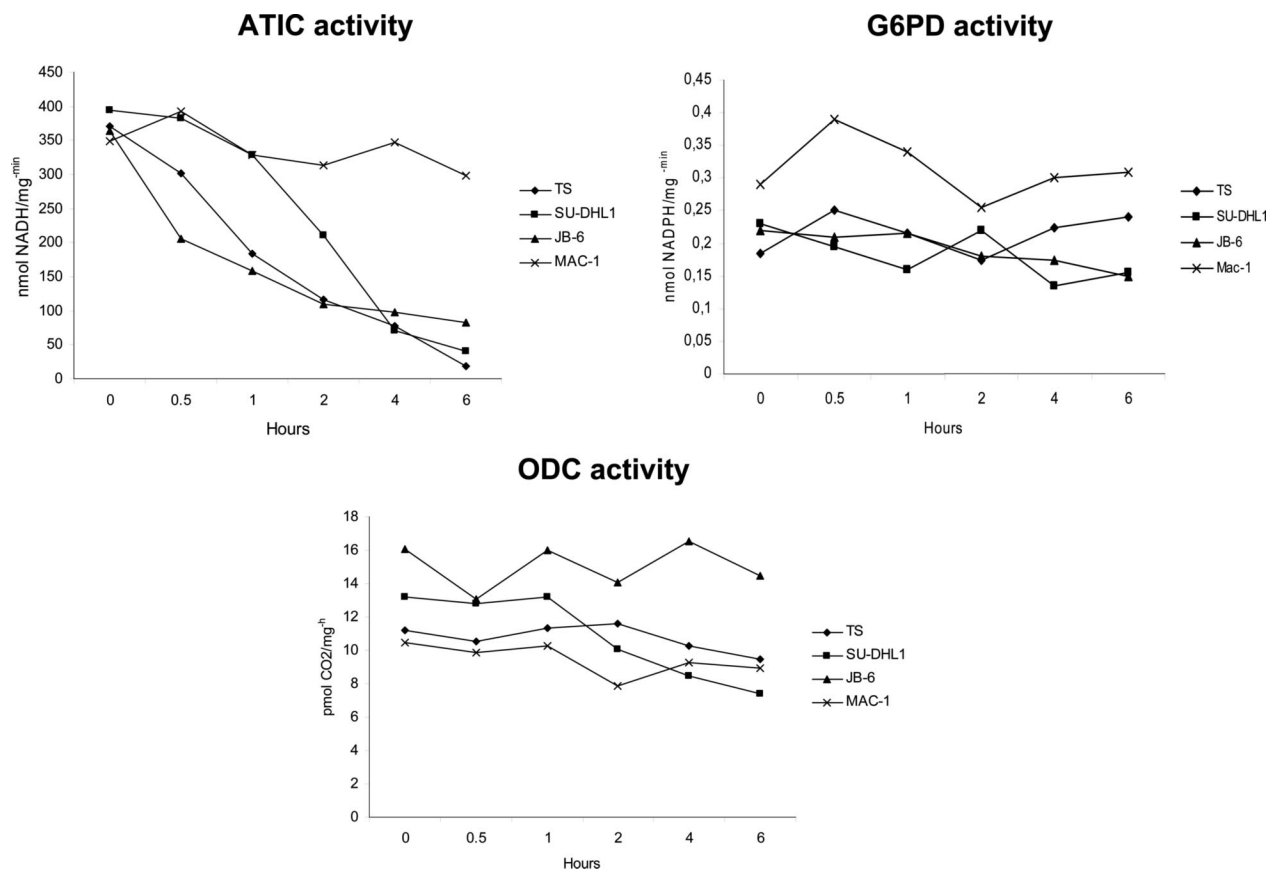 ATIC activity
450
400
350
300
250
200
150
100
50
0
nmol NADH/mg-min
0 0.5 1 2 4 6
Hours
TS
SU-DHL1
JB-6
MAC-1
G6PD activity
0,45
0,4
0,35
0,3
0,25
0,2
0,15
0,1
0,05
0
nmol NADPH/mg -min
0 0.5 1 2 4 6
Hours
TS
SU-DHL1
JB-6
Mac-1
ODC activity
18
16
14
12
10
8
6
4
2
0
pmol CO2/mg-h
0 0.5 1 2 4 6
Hours
TS
SU-DHL1
JB-6
MAC-1